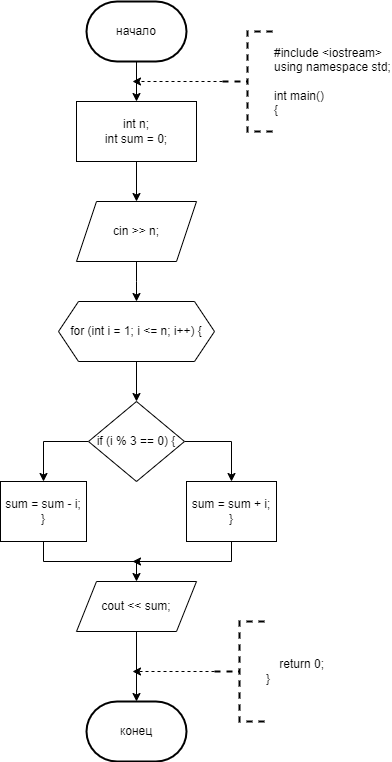 начало
#include <iostream>
using namespace std;
int main()
{
int n;
int sum = 0;
cin >> n;
for (int i = 1; i <= n; i++) {
if (i % 3 == 0) {
sum = sum - i;
}
sum = sum + i;
}
cout << sum;
return 0;
}
конец